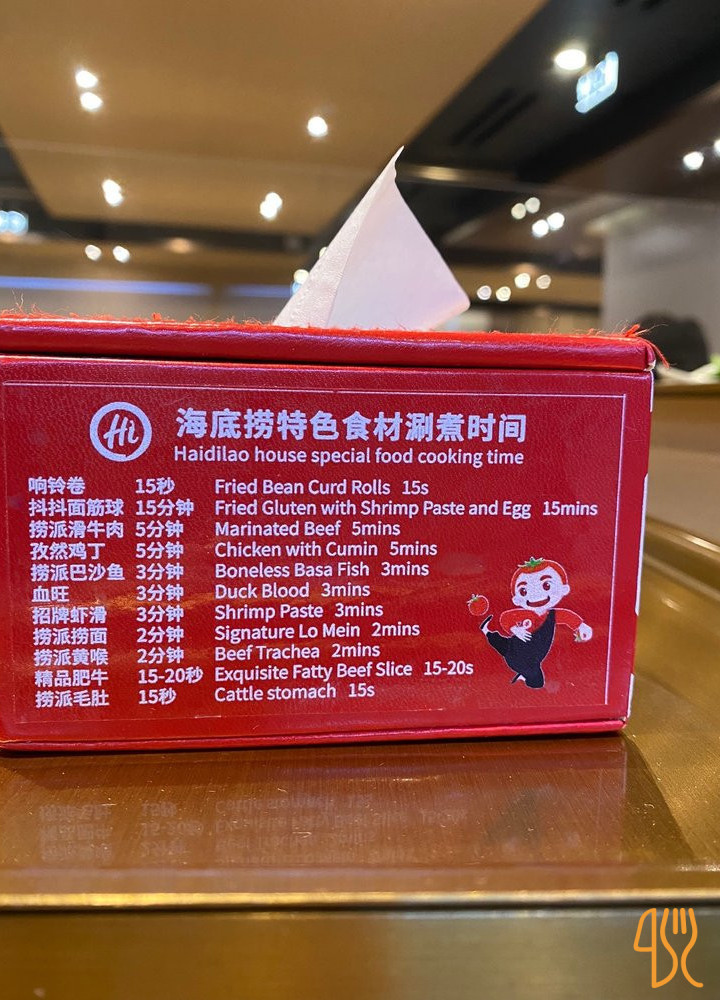 Hi
海底捞特色食材涮煮时间
Haidilao house special food cooking time
响铃卷 15秒 Fried Bean Curd Rolls 15s
抖抖面筋球 15分钟 Fried Gluten with Shrimp Paste and Egg 15mins
捞派滑牛肉 5分钟 Marinated Beef 5mins
孜然鸡丁 5分钟 Chicken with Cumin 5mins
捞派巴沙鱼 3分钟 Boneless Basa Fish 3mins
血旺 3分钟 Duck Blood 3mins
招牌虾滑 3分钟 Shrimp Paste 3mins
捞派捞面 2分钟 Signature Lo Mein 2mins
捞派黄喉 2分钟 Beef Trachea 2mins
精品肥牛 15-20秒 Exquisite Fatty Beef Slice 15-20s
捞派毛肚 15秒 Cattle stomach 15s